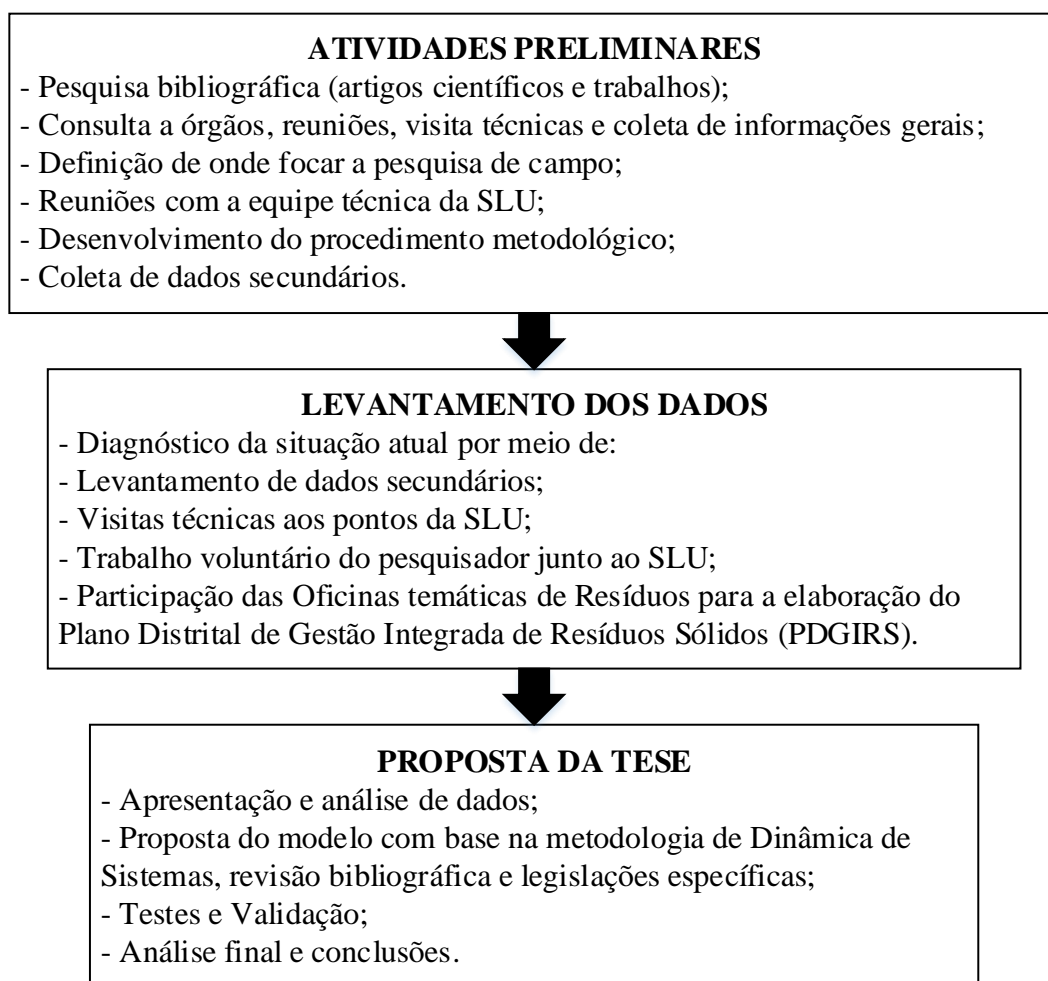 ATIVIDADES PRELIMINARES
- Pesquisa bibliográfica (artigos científicos e trabalhos);
- Consulta a órgãos, reuniões, visita técnicas e coleta de informações gerais;
- Definição de onde focar a pesquisa de campo;
- Reuniões com a equipe técnica da SLU;
- Desenvolvimento do procedimento metodológico;
- Coleta de dados secundários.
LEVANTAMENTO DOS DADOS
- Diagnóstico da situação atual por meio de:
- Levantamento de dados secundários;
- Visitas técnicas aos pontos da SLU;
- Trabalho voluntário do pesquisador junto ao SLU;
- Participação das Oficinas temáticas de Resíduos para a elaboração do
Plano Distrital de Gestão Integrada de Resíduos Sólidos (PDGIRS).
PROPOSTA DA TESE
- Apresentação e análise de dados;
- Proposta do modelo com base na metodologia de Dinâmica de
Sistemas, revisão bibliográfica e legislações específicas;
- Testes e Validação;
- Análise final e conclusões.